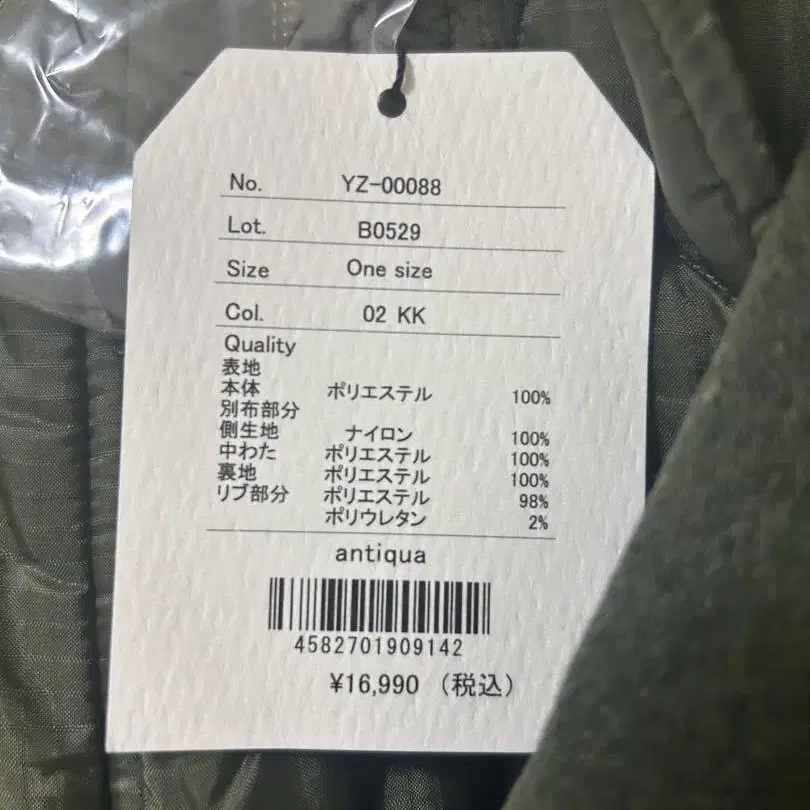 No. YZ-00088
Lot. B0529
Size One size
Col. 02 KK
Quality
表地
本体 ポリエステル 100%
別布部分
側生地 ナイロン 100%
中わた ポリエステル 100%
裏地 ポリエステル 100%
リブ部分 ポリエステル 98%
ポリウレタン 2%
antiqua
4582701909142
¥16,990 (税込)